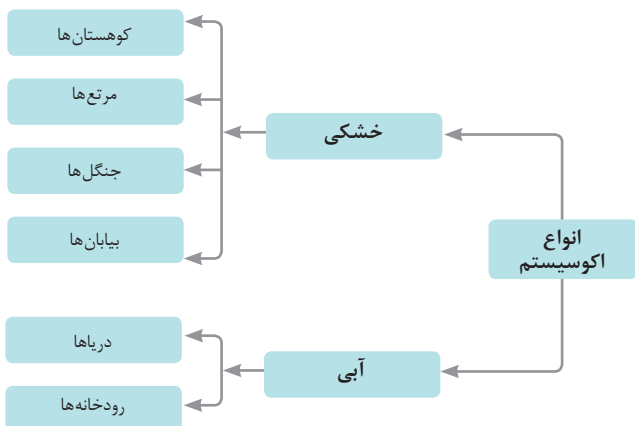 انواع
اکوسیستم
خشکی
کوهستان‌ها
مرتع‌ها
جنگل‌ها
بیابان‌ها
آبی
دریاها
رودخانه‌ها